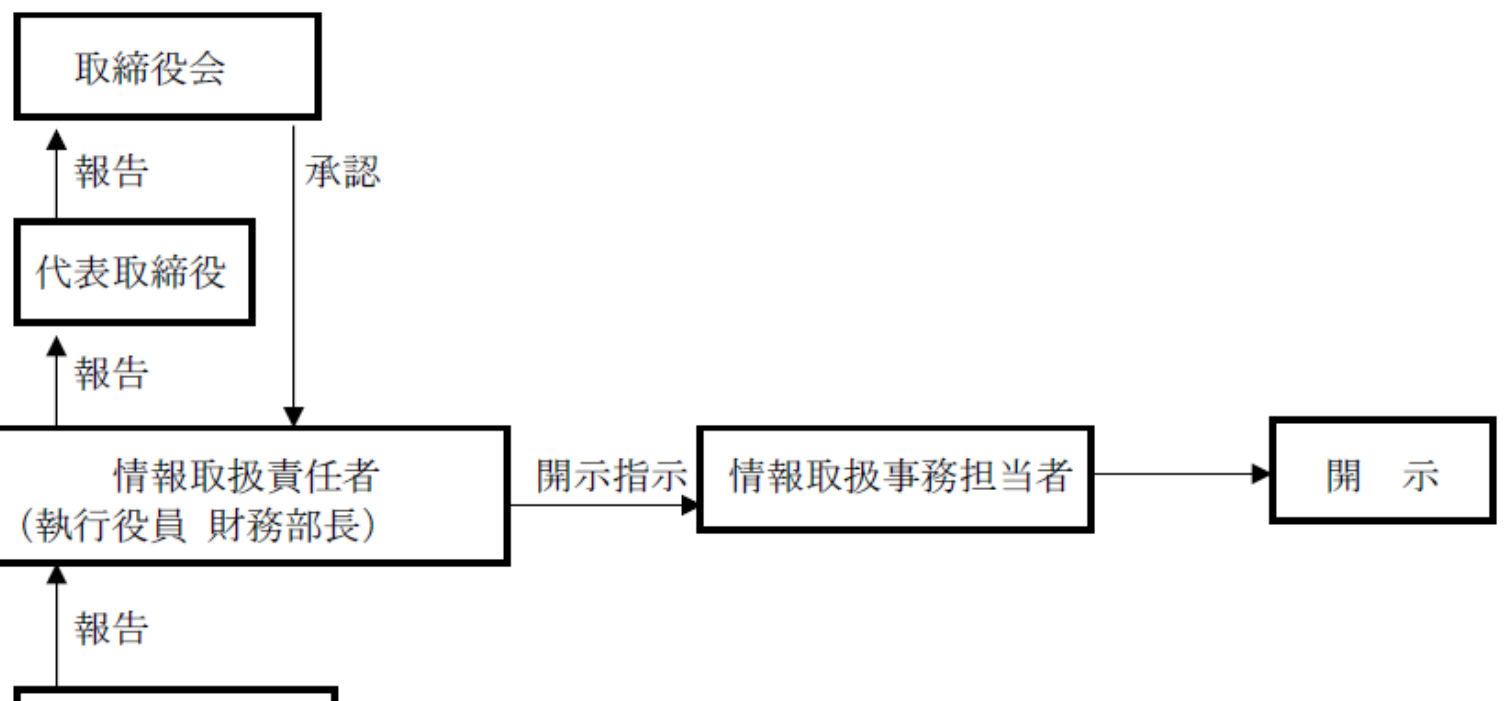 取締役会
報告
承認
代表取締役
報告
情報取扱責任者
(執行役員 財務部長)
開示指示
情報取扱事務担当者
開 示
報告